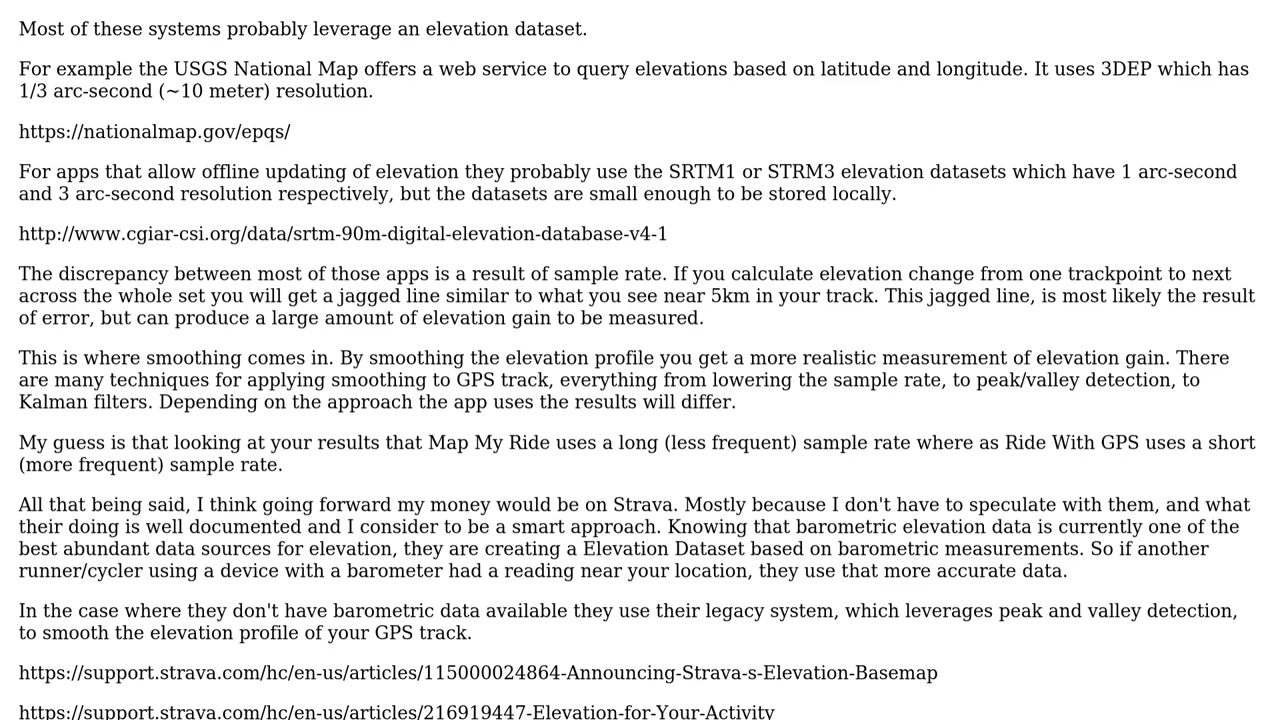 Most of these systems probably leverage an elevation dataset.
For example the USGS National Map offers a web service to query elevations based on latitude and longitude. It uses 3DEP which has
1/3 arc-second (~10 meter) resolution.
https://nationalmap.gov/epqs/
For apps that allow offline updating of elevation they probably use the SRTM1 or STRM3 elevation datasets which have 1 arc-second
and 3 arc-second resolution respectively, but the datasets are small enough to be stored locally.
http://www.cgiar-csi.org/data/srtm-90m-digital-elevation-database-v4-1
The discrepancy between most of those apps is a result of sample rate. If you calculate elevation change from one trackpoint to next
across the whole set you will get a jagged line similar to what you see near 5km in your track. This jagged line, is most likely the result
of error, but can produce a large amount of elevation gain to be measured.
This is where smoothing comes in. By smoothing the elevation profile you get a more realistic measurement of elevation gain. There
are many techniques for applying smoothing to GPS track, everything from lowering the sample rate, to peak/valley detection, to
Kalman filters. Depending on the approach the app uses the results will differ.
My guess is that looking at your results that Map My Ride uses a long (less frequent) sample rate where as Ride With GPS uses a short
(more frequent) sample rate.
All that being said, I think going forward my money would be on Strava. Mostly because I don't have to speculate with them, and what
their doing is well documented and I consider to be a smart approach. Knowing that barometric elevation data is currently one of the
best abundant data sources for elevation, they are creating a Elevation Dataset based on barometric measurements. So if another
runner/cycler using a device with a barometer had a reading near your location, they use that more accurate data.
In the case where they don't have barometric data available they use their legacy system, which leverages peak and valley detection,
to smooth the elevation profile of your GPS track.
https://support.strava.com/hc/en-us/articles/115000024864-Announcing-Strava-s-Elevation-Basemap
https://support.strava.com/hc/en-us/articles/216919447-Elevation-for-Your-Activity